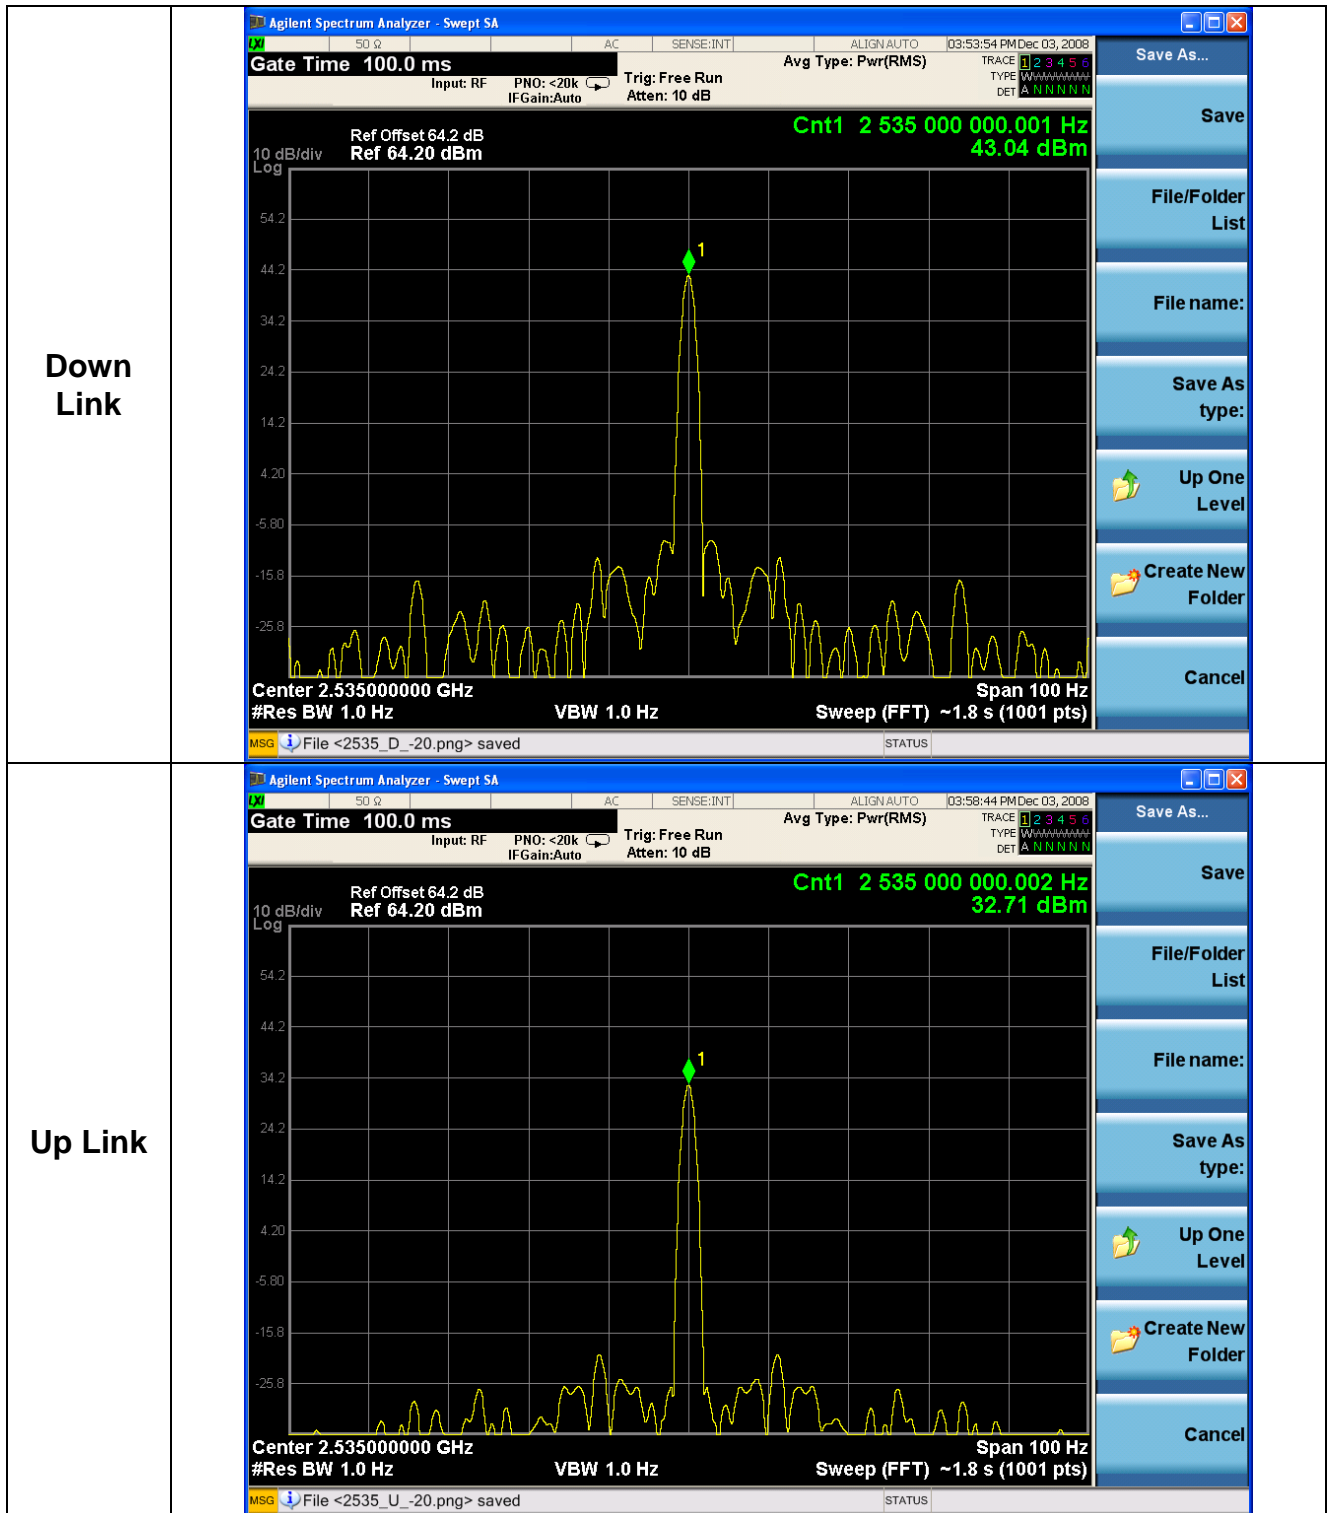 Down
Link
Agilent Spectrum Analyzer - Swept SA
LXI 50 Ω AC SENSE:INT ALIGN AUTO 03:53:54 PM Dec 03, 2008
Gate Time 100.0 ms
Input: RF PNO: <20k
IFGain:Auto
Trig: Free Run
Atten: 10 dB
Avg Type: Pwr(RMS)
TRACE 1 2 3 4 5 6
TYPE
DET A N N N N N
Ref Offset 64.2 dB
10 dB/div Ref 64.20 dBm
Log
Cnt1 2 535 000 000.001 Hz
43.04 dBm
54.2
1
44.2
34.2
24.2
14.2
4.20
-5.80
-15.8
-25.8
Center 2.535000000 GHz Span 100 Hz
#Res BW 1.0 Hz VBW 1.0 Hz Sweep (FFT) ~1.8 s (1001 pts)
MSG File <2535_D_-20.png> saved STATUS
Save As...
Save
File/Folder
List
File name:
Save As
type:
Up One
Level
Create New
Folder
Cancel
Up Link
Agilent Spectrum Analyzer - Swept SA
LXI 50 Ω AC SENSE:INT ALIGN AUTO 03:58:44 PM Dec 03, 2008
Gate Time 100.0 ms
Input: RF PNO: <20k
IFGain:Auto
Trig: Free Run
Atten: 10 dB
Avg Type: Pwr(RMS)
TRACE 1 2 3 4 5 6
TYPE
DET A N N N N N
Ref Offset 64.2 dB
10 dB/div Ref 64.20 dBm
Log
Cnt1 2 535 000 000.002 Hz
32.71 dBm
54.2
44.2
1
34.2
24.2
14.2
4.20
-5.80
-15.8
-25.8
Center 2.535000000 GHz Span 100 Hz
#Res BW 1.0 Hz VBW 1.0 Hz Sweep (FFT) ~1.8 s (1001 pts)
MSG File <2535_U_-20.png> saved STATUS
Save As...
Save
File/Folder
List
File name:
Save As
type:
Up One
Level
Create New
Folder
Cancel